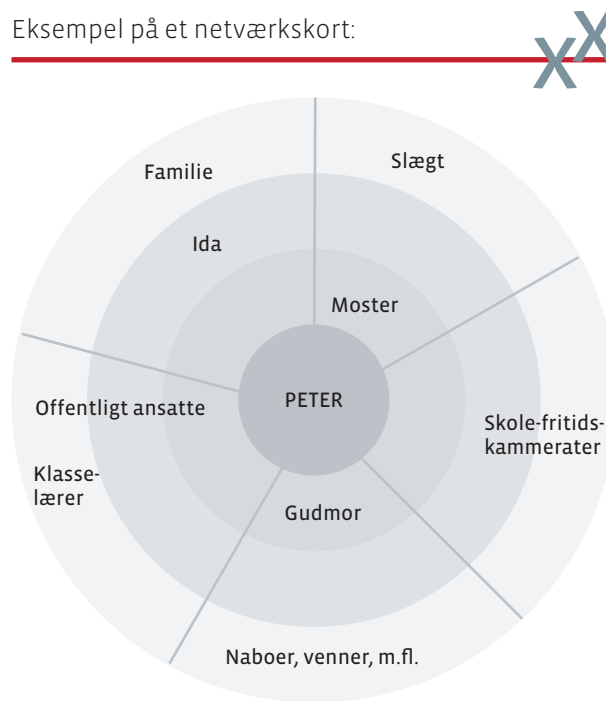 Eksempel på et netværkskort:
XX
Familie
Slægt
Ida
Moster
Offentligt ansatte
PETER
Skole-fritids-
kammerater
Klasse-
lærer
Gudmor
Naboer, venner, m.fl.